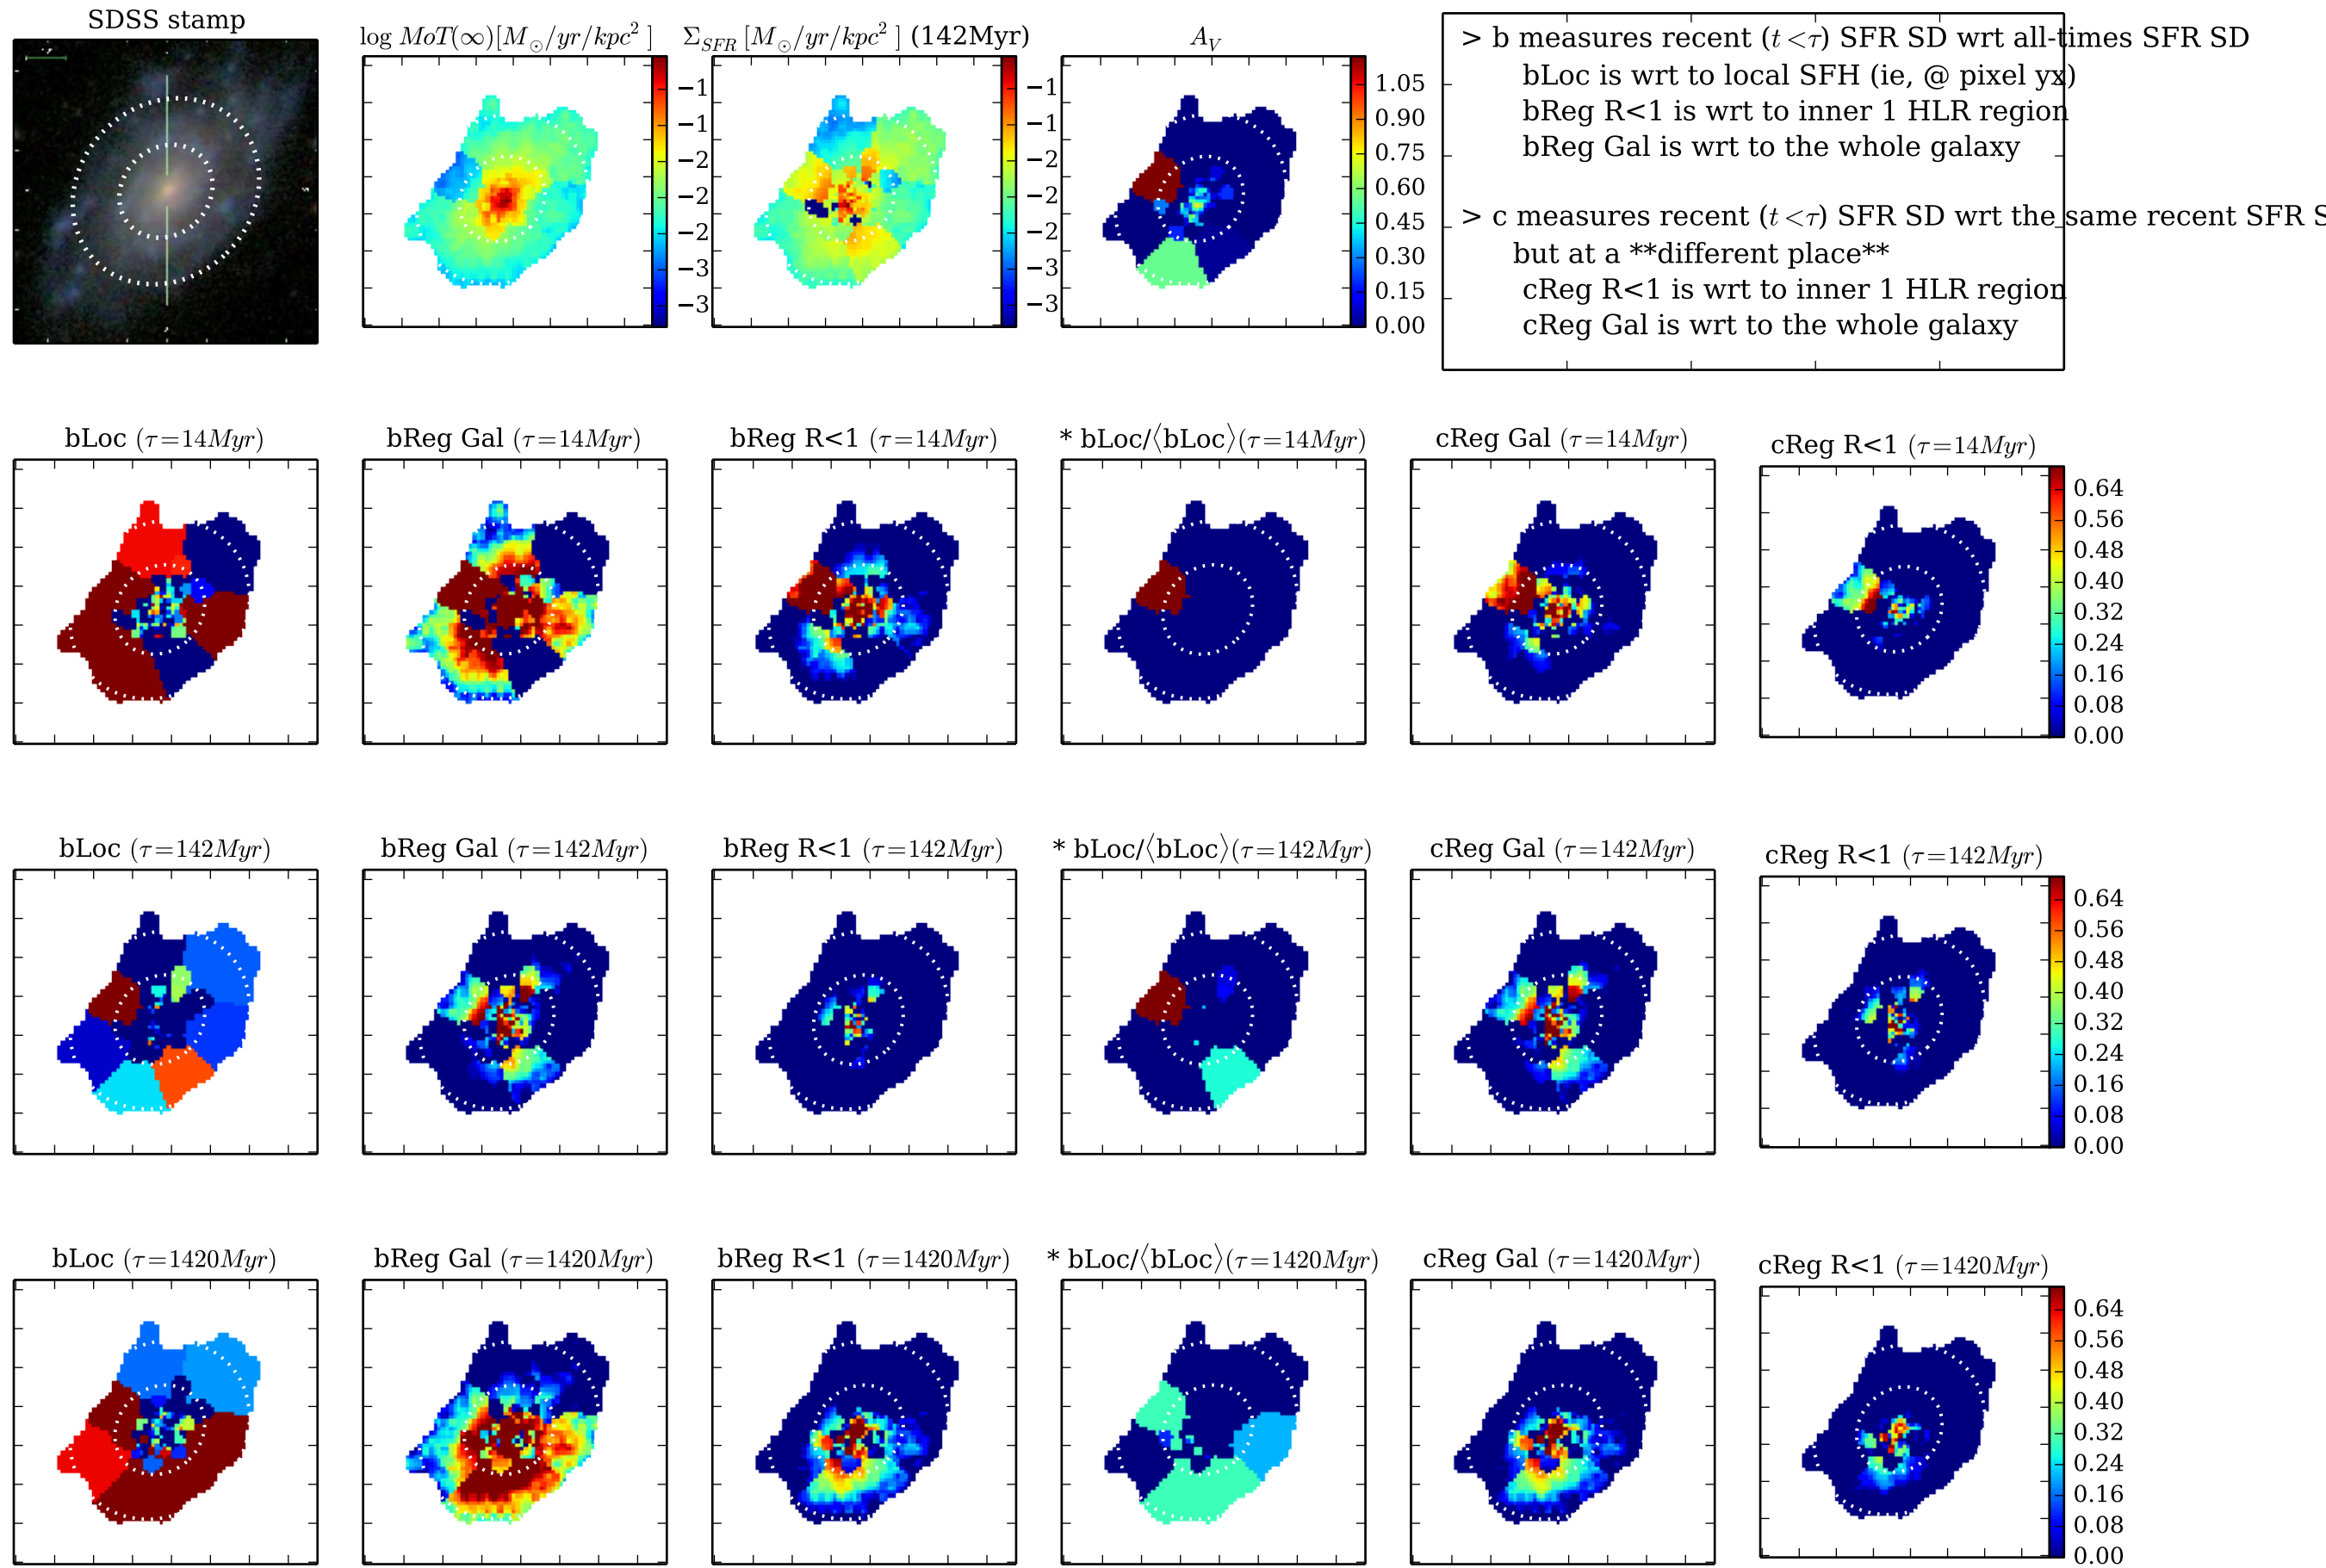 SDSS stamp
log MoT(∞)[M⊙/yr/kpc² ]
Σ_SFR [M⊙/yr/kpc² ] (142Myr)
A_V
−1
−1
−2
−2
−2
−3
−3
−1
−1
−2
−2
−2
−3
−3
1.05
0.90
0.75
0.60
0.45
0.30
0.15
0.00
> b measures recent (t<τ) SFR SD wrt all-times SFR SD
bLoc is wrt to local SFH (ie, @ pixel yx)
bReg R<1 is wrt to inner 1 HLR region
bReg Gal is wrt to the whole galaxy
> c measures recent (t<τ) SFR SD wrt the same recent SFR S
but at a **different place**
cReg R<1 is wrt to inner 1 HLR region
cReg Gal is wrt to the whole galaxy
bLoc (τ=14Myr)
bReg Gal (τ=14Myr)
bReg R<1 (τ=14Myr)
* bLoc/⟨bLoc⟩(τ=14Myr)
cReg Gal (τ=14Myr)
cReg R<1 (τ=14Myr)
0.64
0.56
0.48
0.40
0.32
0.24
0.16
0.08
0.00
bLoc (τ=142Myr)
bReg Gal (τ=142Myr)
bReg R<1 (τ=142Myr)
* bLoc/⟨bLoc⟩(τ=142Myr)
cReg Gal (τ=142Myr)
cReg R<1 (τ=142Myr)
0.64
0.56
0.48
0.40
0.32
0.24
0.16
0.08
0.00
bLoc (τ=1420Myr)
bReg Gal (τ=1420Myr)
bReg R<1 (τ=1420Myr)
* bLoc/⟨bLoc⟩(τ=1420Myr)
cReg Gal (τ=1420Myr)
cReg R<1 (τ=1420Myr)
0.64
0.56
0.48
0.40
0.32
0.24
0.16
0.08
0.00